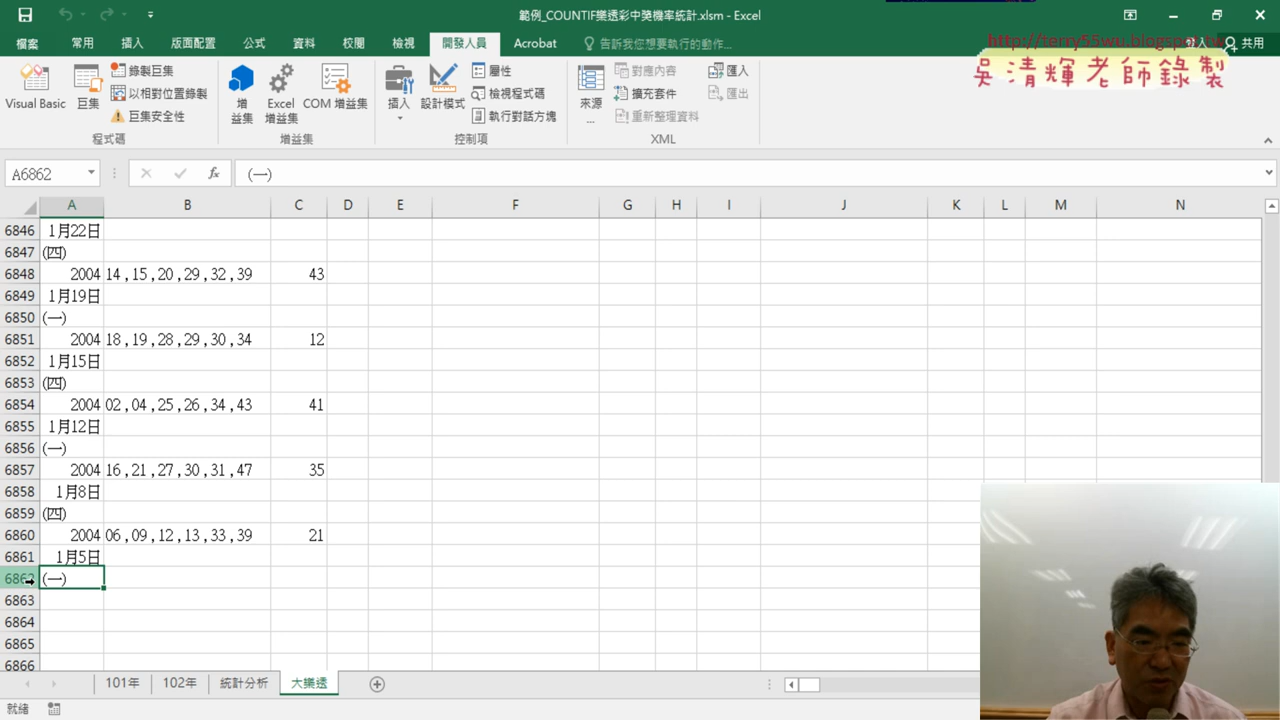 範例_COUNTIF樂透彩中獎機率統計.xlsm - Excel
檔案 常用 插入 版面配置 公式 資料 校閱 檢視 開發人員 Acrobat 告訴我您想要執行的動作... 登入 共用
http://terry55wu.blogspot.tw
吳清輝老師錄製
Visual Basic 巨集 錄製巨集 以相對位置錄製 巨集安全性 程式碼
增益集 Excel 增益集 COM 增益集 增益集
插入 設計模式 屬性 檢視程式碼 執行對話方塊 控制項
來源... 對應內容 擴充套件 重新整理資料 匯入 匯出 XML
A6862 fx (一)
A B C D E F G H I J K L M N
6846 1月22日
6847 (四)
6848 2004 14 ,15 ,20 ,29 ,32 ,39 43
6849 1月19日
6850 (一)
6851 2004 18 ,19 ,28 ,29 ,30 ,34 12
6852 1月15日
6853 (四)
6854 2004 02 ,04 ,25 ,26 ,34 ,43 41
6855 1月12日
6856 (一)
6857 2004 16 ,21 ,27 ,30 ,31 ,47 35
6858 1月8日
6859 (四)
6860 2004 06 ,09 ,12 ,13 ,33 ,39 21
6861 1月5日
6862 (一)
6863
6864
6865
6866
101年 102年 統計分析 大樂透
就緒